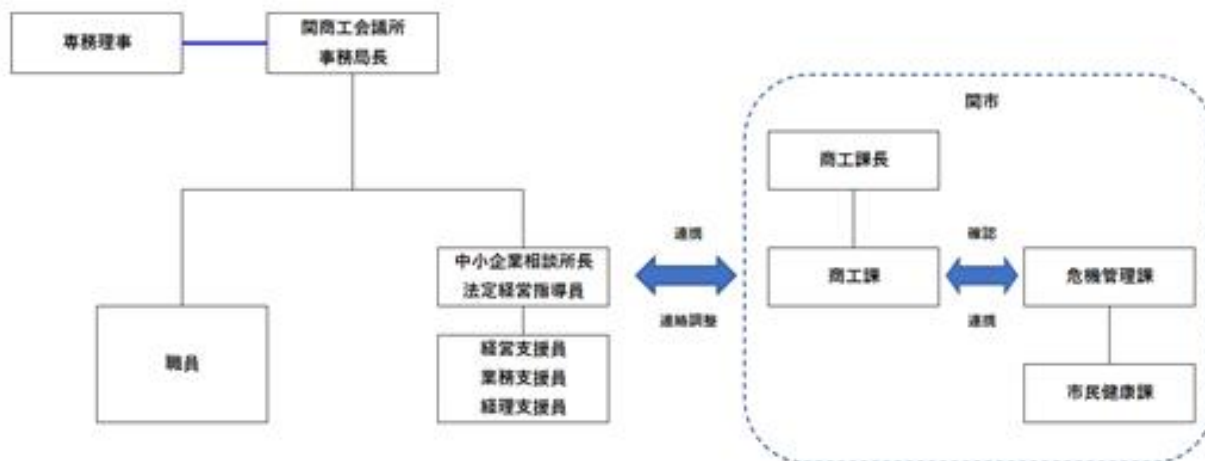 専務理事
関商工会議所
事務局長
関市
商工課長
連携
確認
中小企業相談所長
法定経営指導員
商工課
危機管理課
連絡調整
連携
職員
経営支援員
業務支援員
経理支援員
市民健康課